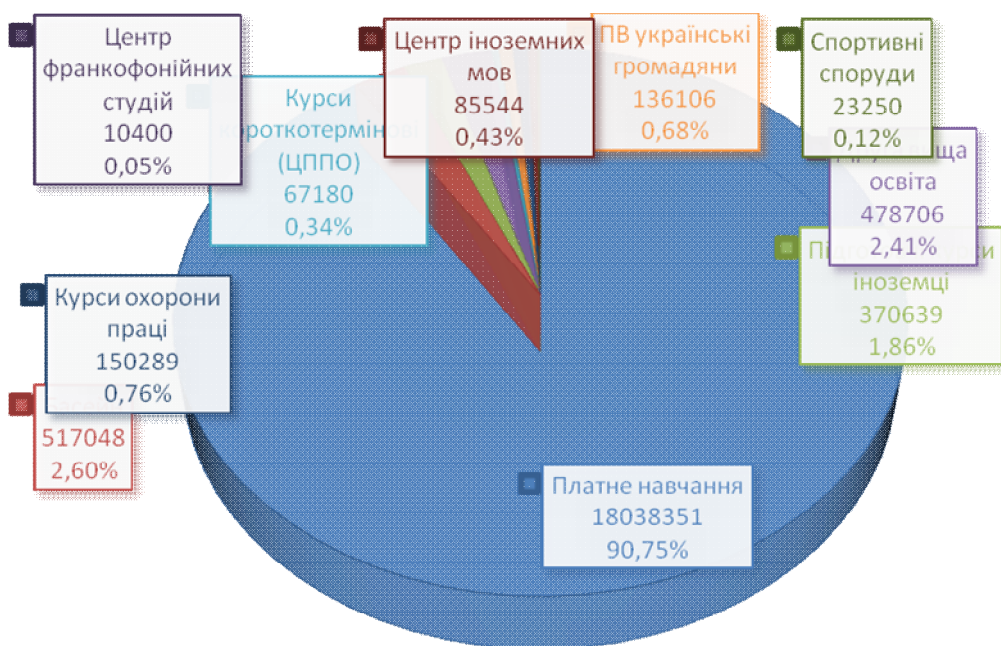 Центр
франкофонійних
студій
10400
0,05%
Курси
(ЦППО)
67180
0,34%
Центр іноземних
мов
85544
0,43%
ПВ українські
громадяни
136106
0,68%
Спортивні
споруди
23250
0,12%
освіта
478706
2,41%
іноземці
370639
1,86%
Курси охорони
праці
150289
0,76%
517048
2,60%
Платне навчання
18038351
90,75%